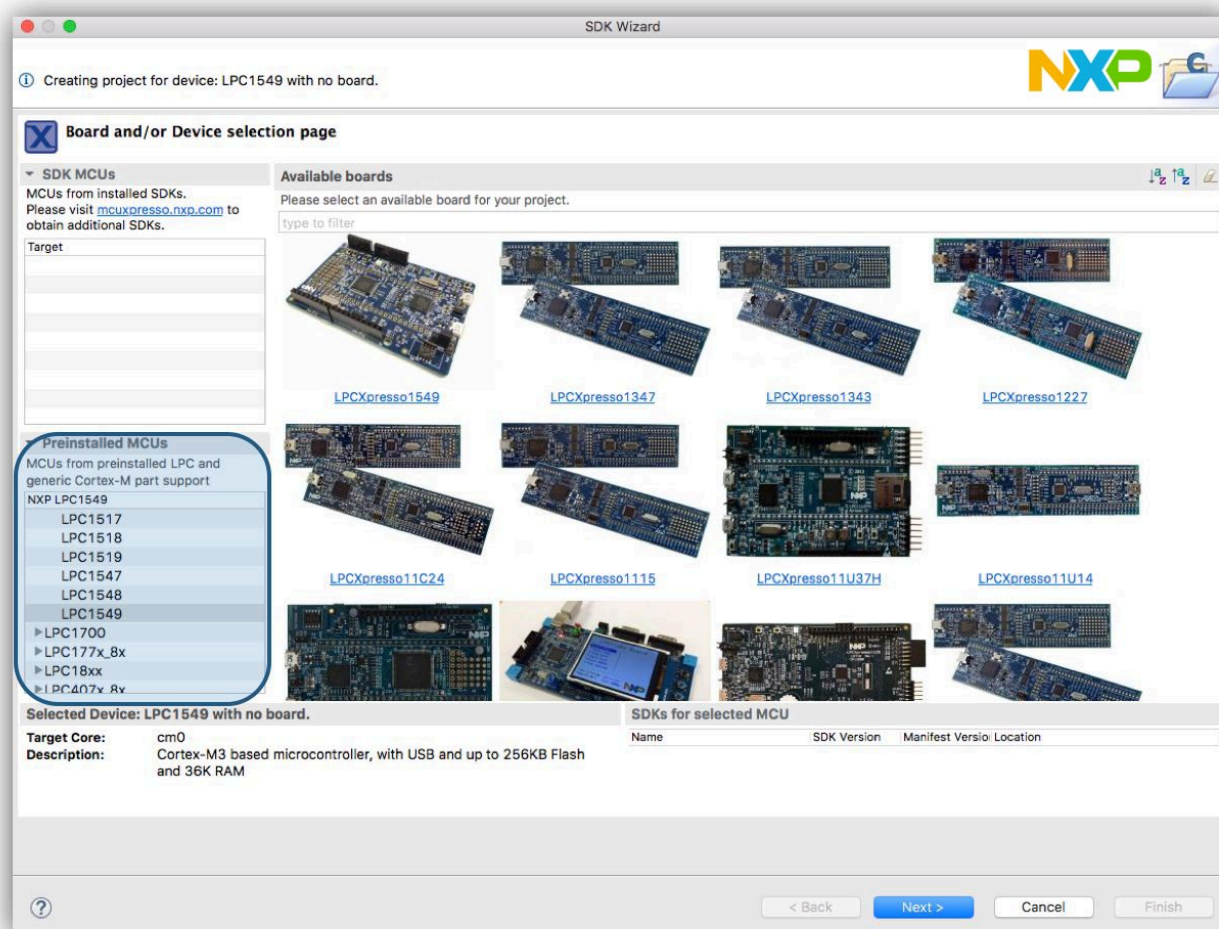 SDK Wizard
Creating project for device: LPC1549 with no board.
NXP
C
X
Board and/or Device selection page
SDK MCUs
MCUs from installed SDKs.
Please visit mcuxpresso.nxp.com to
obtain additional SDKs.
Target
Preinstalled MCUs
MCUs from preinstalled LPC and
generic Cortex-M part support
NXP LPC1549
LPC1517
LPC1518
LPC1519
LPC1547
LPC1548
LPC1549
LPC1700
LPC177x_8x
LPC18xx
LPC407x_8x
Available boards
Please select an available board for your project.
type to filter
LPCXpresso1549
LPCXpresso1347
LPCXpresso1343
LPCXpresso1227
LPCXpresso11C24
LPCXpresso1115
LPCXpresso11U37H
LPCXpresso11U14
Selected Device: LPC1549 with no board.
Target Core: cm0
Description: Cortex-M3 based microcontroller, with USB and up to 256KB Flash
and 36K RAM
SDKs for selected MCU
Name SDK Version Manifest Versio Location
?
< Back Next > Cancel Finish